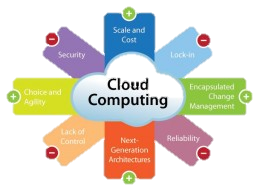 Scale and
Cost
Security
Lock-in
Cloud
Computing
Choice and
Agility
Encapsulated
Change
Management
Lack of
Control
Next-
Generation
Architectures
Reliability